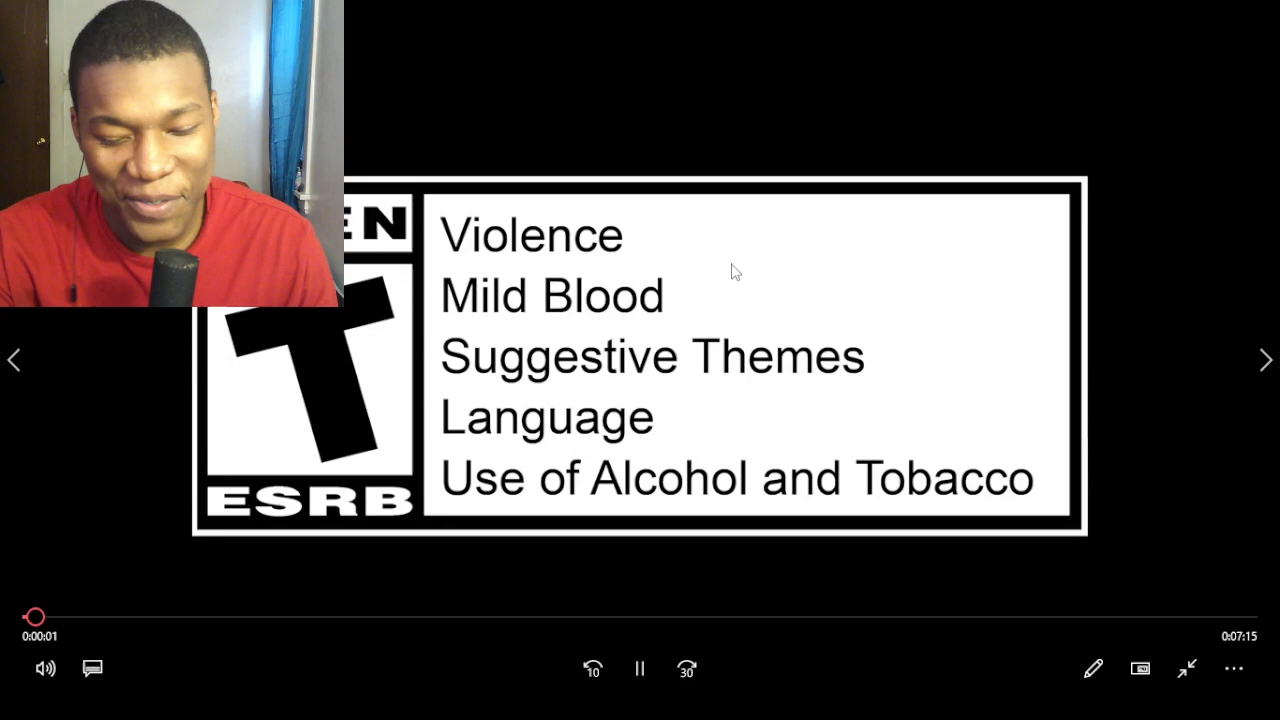 EN
Violence
Mild Blood
Suggestive Themes
Language
Use of Alcohol and Tobacco
T
ESRB
0:00:01
0:07:15
10
30